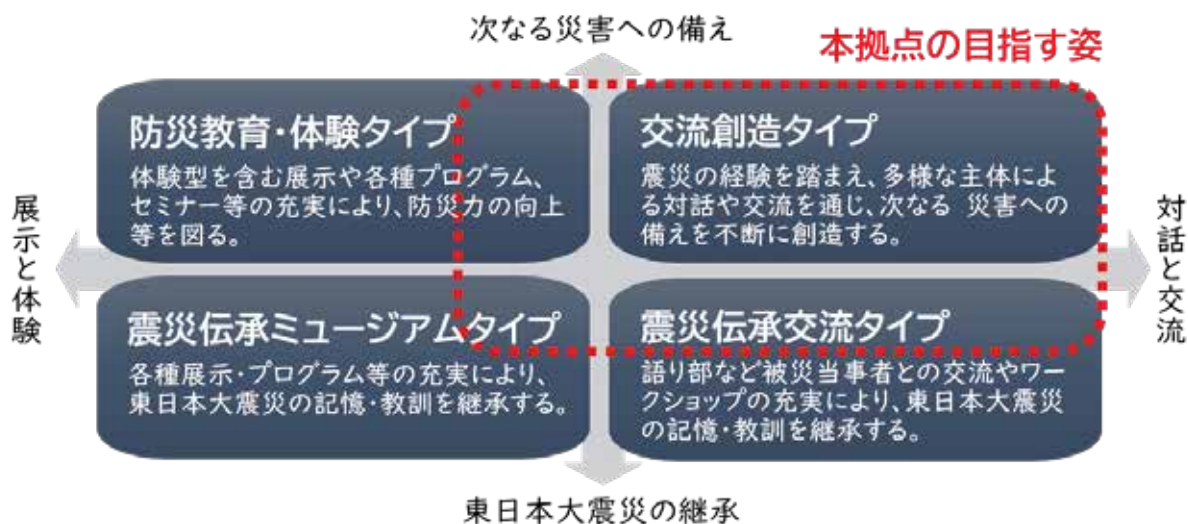 次なる災害への備え
本拠点の目指す姿
防災教育・体験タイプ
体験型を含む展示や各種プログラム、
セミナー等の充実により、防災力の向上
等を図る。
交流創造タイプ
震災の経験を踏まえ、多様な主体によ
る対話や交流を通じ、次なる 災害への
備えを不断に創造する。
展示と体験
対話と交流
震災伝承ミュージアムタイプ
各種展示・プログラム等の充実により、
東日本大震災の記憶・教訓を継承する。
震災伝承交流タイプ
語り部など被災当事者との交流やワー
クショップの充実により、東日本大震災
の記憶・教訓を継承する。
東日本大震災の継承